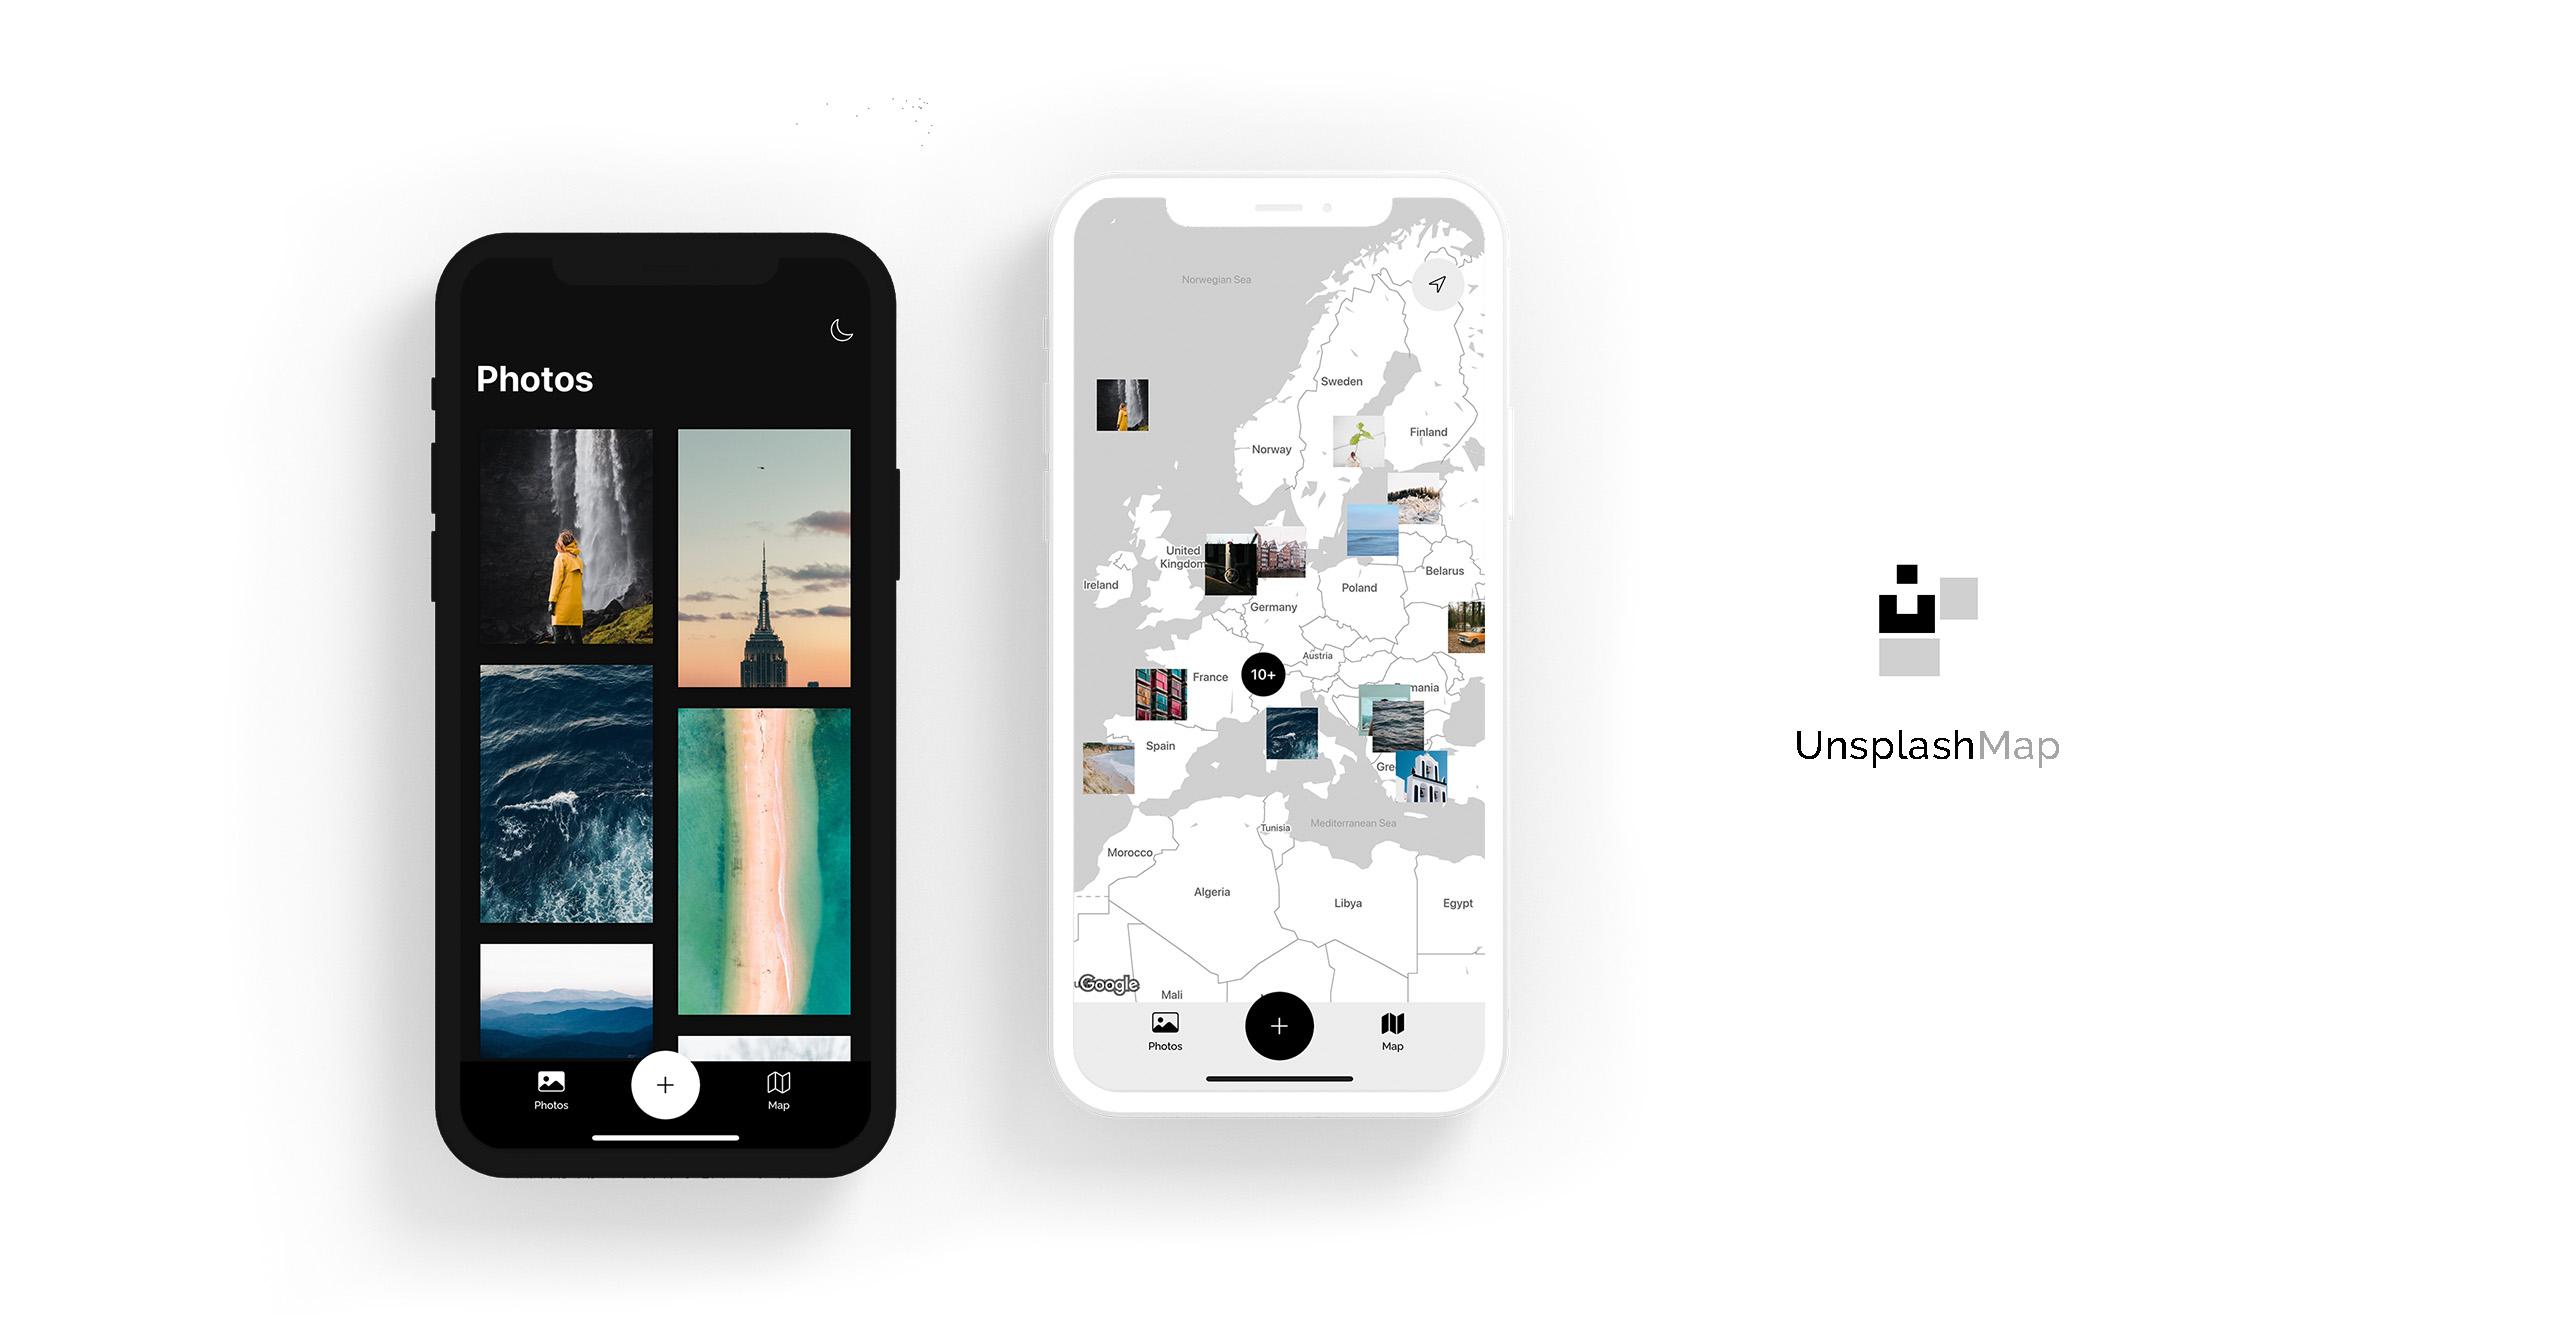 Photos
Photos
Map
Norwegian Sea
Sweden
Finland
Norway
United
Kingdom
Ireland
Belarus
Poland
Germany
Austria
10+
France
mania
Spain
Gre
Tunisia
Mediterranean Sea
Morocco
Algeria
Libya
Egypt
Google
Mali
Photos
Map
UnsplashMap